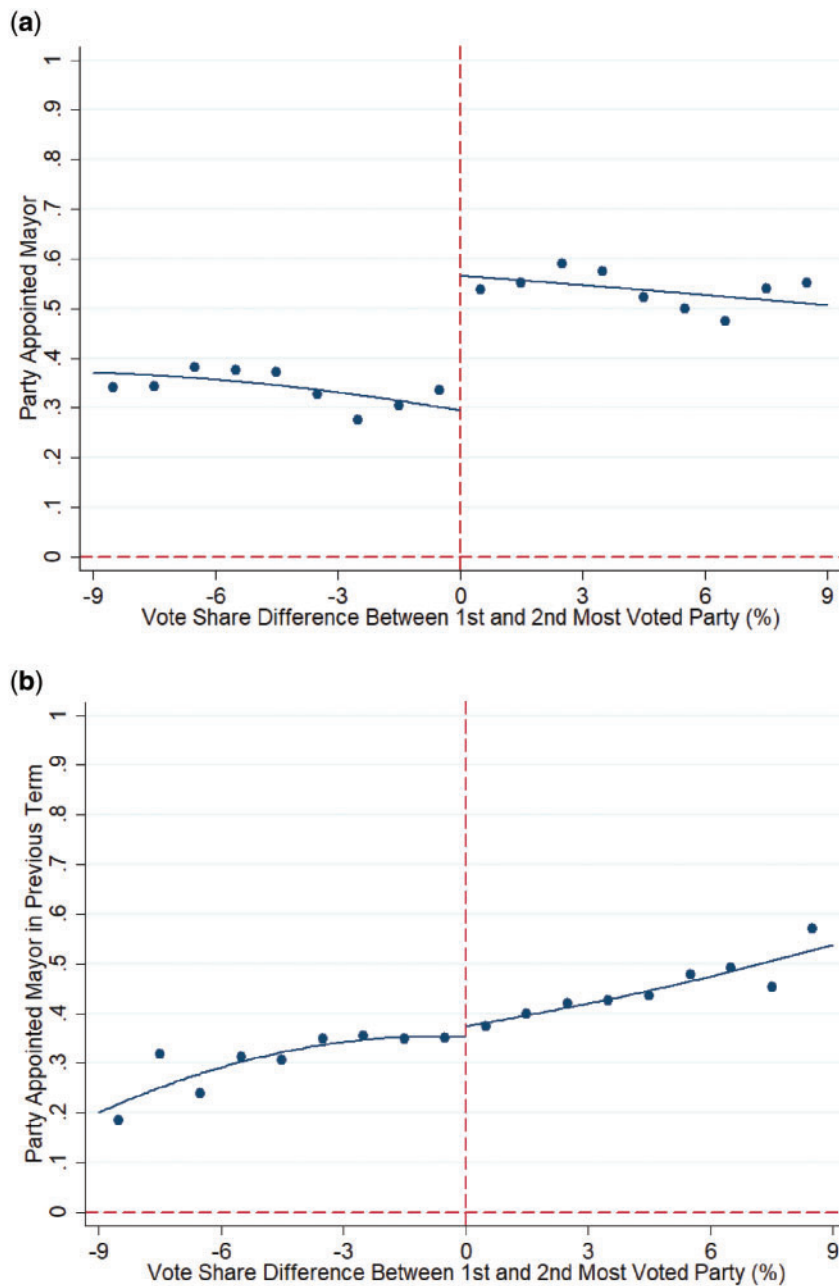 (a)
Party Appointed Mayor
1
.9
.8
.7
.6
.5
.4
.3
.2
.1
0
-9 -6 -3 0 3 6 9
Vote Share Difference Between 1st and 2nd Most Voted Party (%)
(b)
Party Appointed Mayor in Previous Term
1
.9
.8
.7
.6
.5
.4
.3
.2
.1
0
-9 -6 -3 0 3 6 9
Vote Share Difference Between 1st and 2nd Most Voted Party (%)